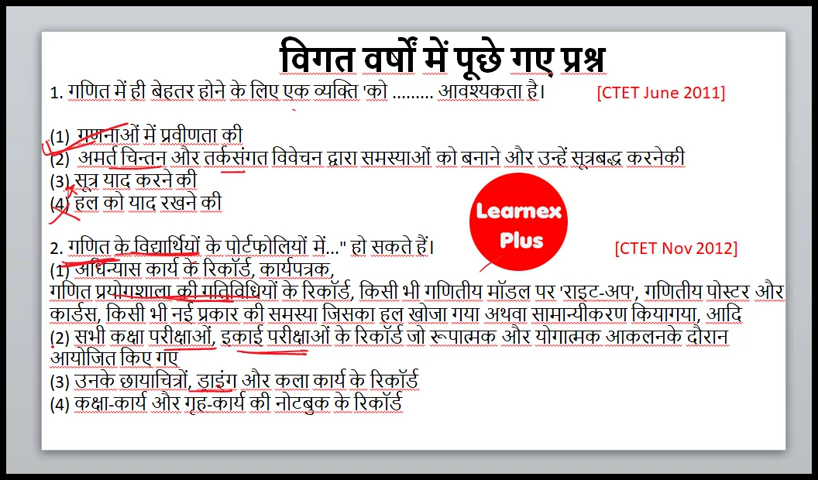 विगत वर्षों में पूछे गए प्रश्न
1. गणित में ही बेहतर होने के लिए एक व्यक्ति 'को ......... आवश्यकता है। [CTET June 2011]
(1) गणनाओं में प्रवीणता की
(2) अमर्त चिन्तन और तर्कसंगत विवेचन द्वारा समस्याओं को बनाने और उन्हें सूत्रबद्ध करनेकी
(3) सूत्र याद करने की
(4) हल को याद रखने की
Learnex
Plus
2. गणित के विद्यार्थियों के पोर्टफोलियों में..." हो सकते हैं। [CTET Nov 2012]
(1) अधिन्यास कार्य के रिकॉर्ड, कार्यपत्रक,
गणित प्रयोगशाला की गतिविधियों के रिकॉर्ड, किसी भी गणितीय मॉडल पर 'राइट-अप', गणितीय पोस्टर और
कार्डस, किसी भी नई प्रकार की समस्या जिसका हल खोजा गया अथवा सामान्यीकरण कियागया, आदि
(2) सभी कक्षा परीक्षाओं, इकाई परीक्षाओं के रिकॉर्ड जो रूपात्मक और योगात्मक आकलनके दौरान
आयोजित किए गए
(3) उनके छायाचित्रों, ड्राइंग और कला कार्य के रिकॉर्ड
(4) कक्षा-कार्य और गृह-कार्य की नोटबुक के रिकॉर्ड